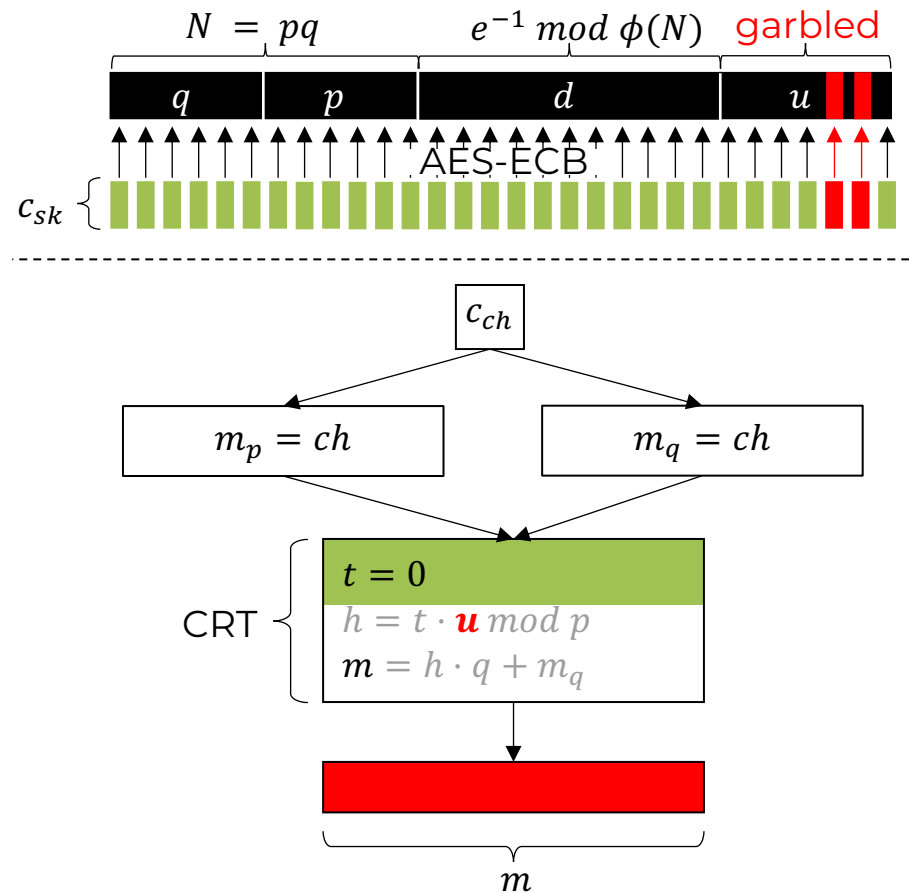 N = pq e⁻¹ mod ϕ(N) garbled
q p d u
AES-ECB
c_sk
c_ch
m_p = ch m_q = ch
t = 0
CRT
h = t · u mod p
m = h · q + m_q
m